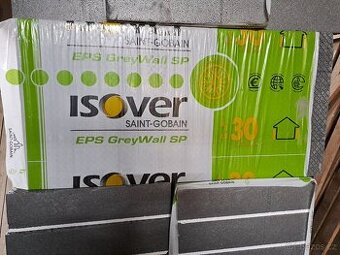 SAINT-GOBAIN
EPS GreyWall SP
isover
SAINT-GOBAIN
EPS GreyWall SP
30
isover